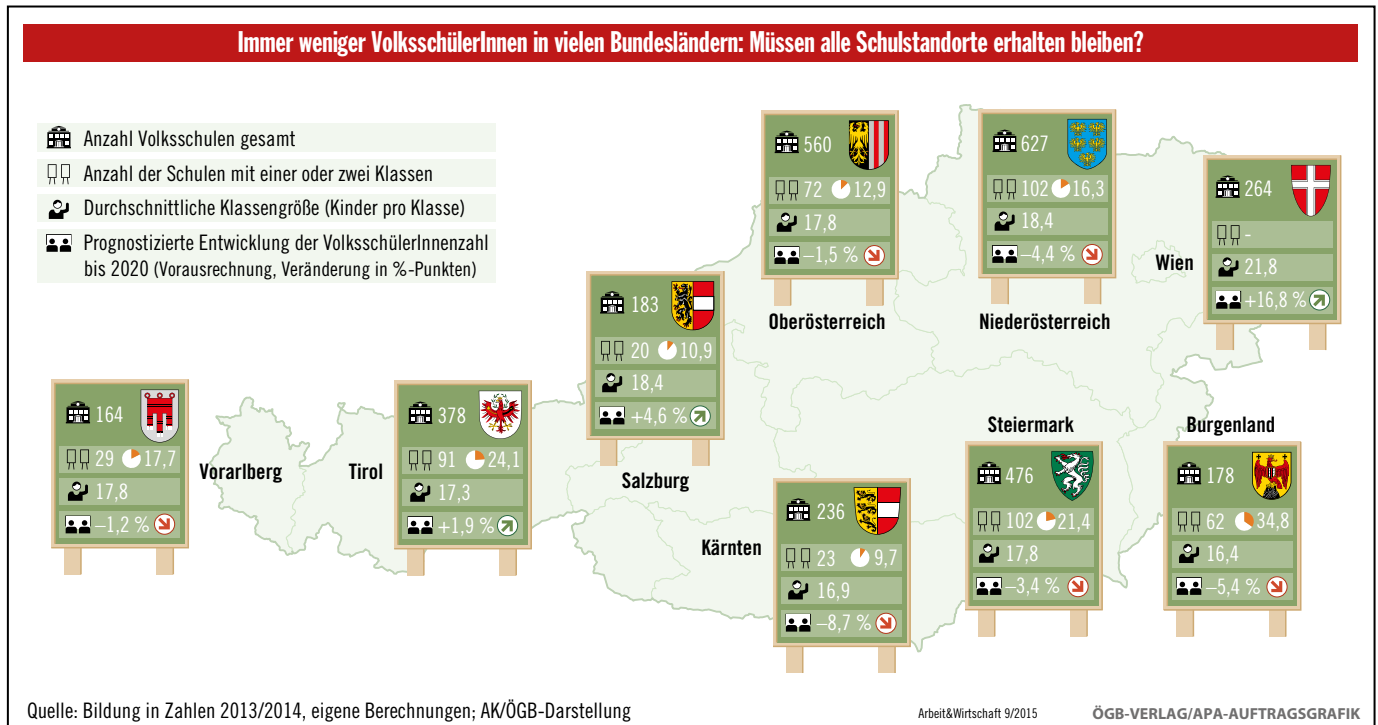 Immer weniger VolksschülerInnen in vielen Bundesländern: Müssen alle Schulstandorte erhalten bleiben?
Anzahl Volksschulen gesamt
Anzahl der Schulen mit einer oder zwei Klassen
Durchschnittliche Klassengröße (Kinder pro Klasse)
Prognostizierte Entwicklung der VolksschülerInnenzahl
bis 2020 (Vorausrechnung, Veränderung in %-Punkten)
164
29 17,7
17,8
–1,2 %
Vorarlberg
Tirol
378
91 24,1
17,3
+1,9 %
183
20 10,9
18,4
+4,6 %
Salzburg
560
72 12,9
17,8
–1,5 %
Oberösterreich
627
102 16,3
18,4
–4,4 %
Niederösterreich
Wien
264
-
21,8
+16,8 %
Kärnten
236
23 9,7
16,9
–8,7 %
Steiermark
476
102 21,4
17,8
–3,4 %
Burgenland
178
62 34,8
16,4
–5,4 %
Quelle: Bildung in Zahlen 2013/2014, eigene Berechnungen; AK/ÖGB-Darstellung
Arbeit&Wirtschaft 9/2015
ÖGB-VERLAG/APA-AUFTRAGSGRAFIK